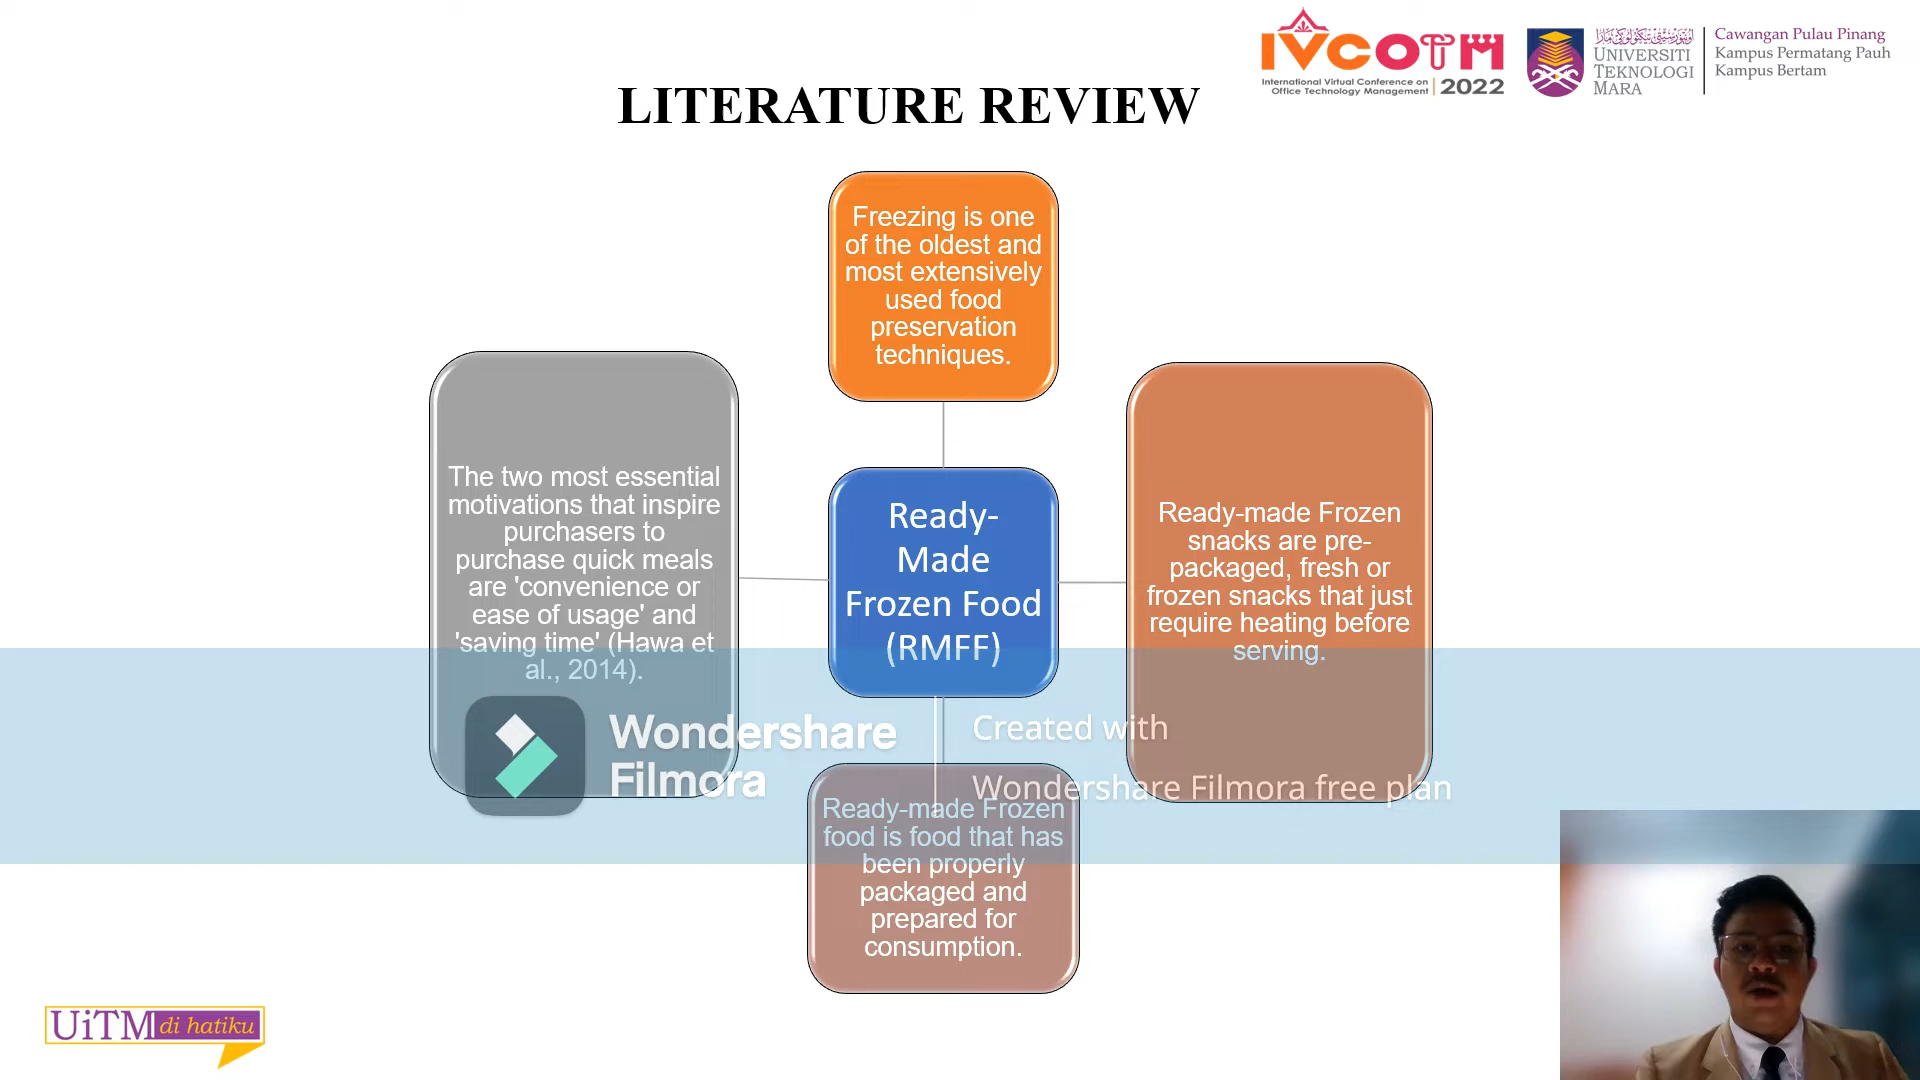 IVCOTM
International Virtual Conference on
Office Technology Management 2022
UNIVERSITI
TEKNOLOGI
MARA
Cawangan Pulau Pinang
Kampus Permatang Pauh
Kampus Bertam
LITERATURE REVIEW
Freezing is one
of the oldest and
most extensively
used food
preservation
techniques.
The two most essential
motivations that inspire
purchasers to
purchase quick meals
are 'convenience or
ease of usage' and
'saving time' (Hawa et
al., 2014).
Ready-
Made
Frozen Food
(RMFF)
Ready-made Frozen
snacks are pre-
packaged, fresh or
frozen snacks that just
require heating before
serving.
Wondershare
Filmora
Created with
Wondershare Filmora free plan
Ready-made Frozen
food is food that has
been properly
packaged and
prepared for
consumption.
UiTM di hatiku